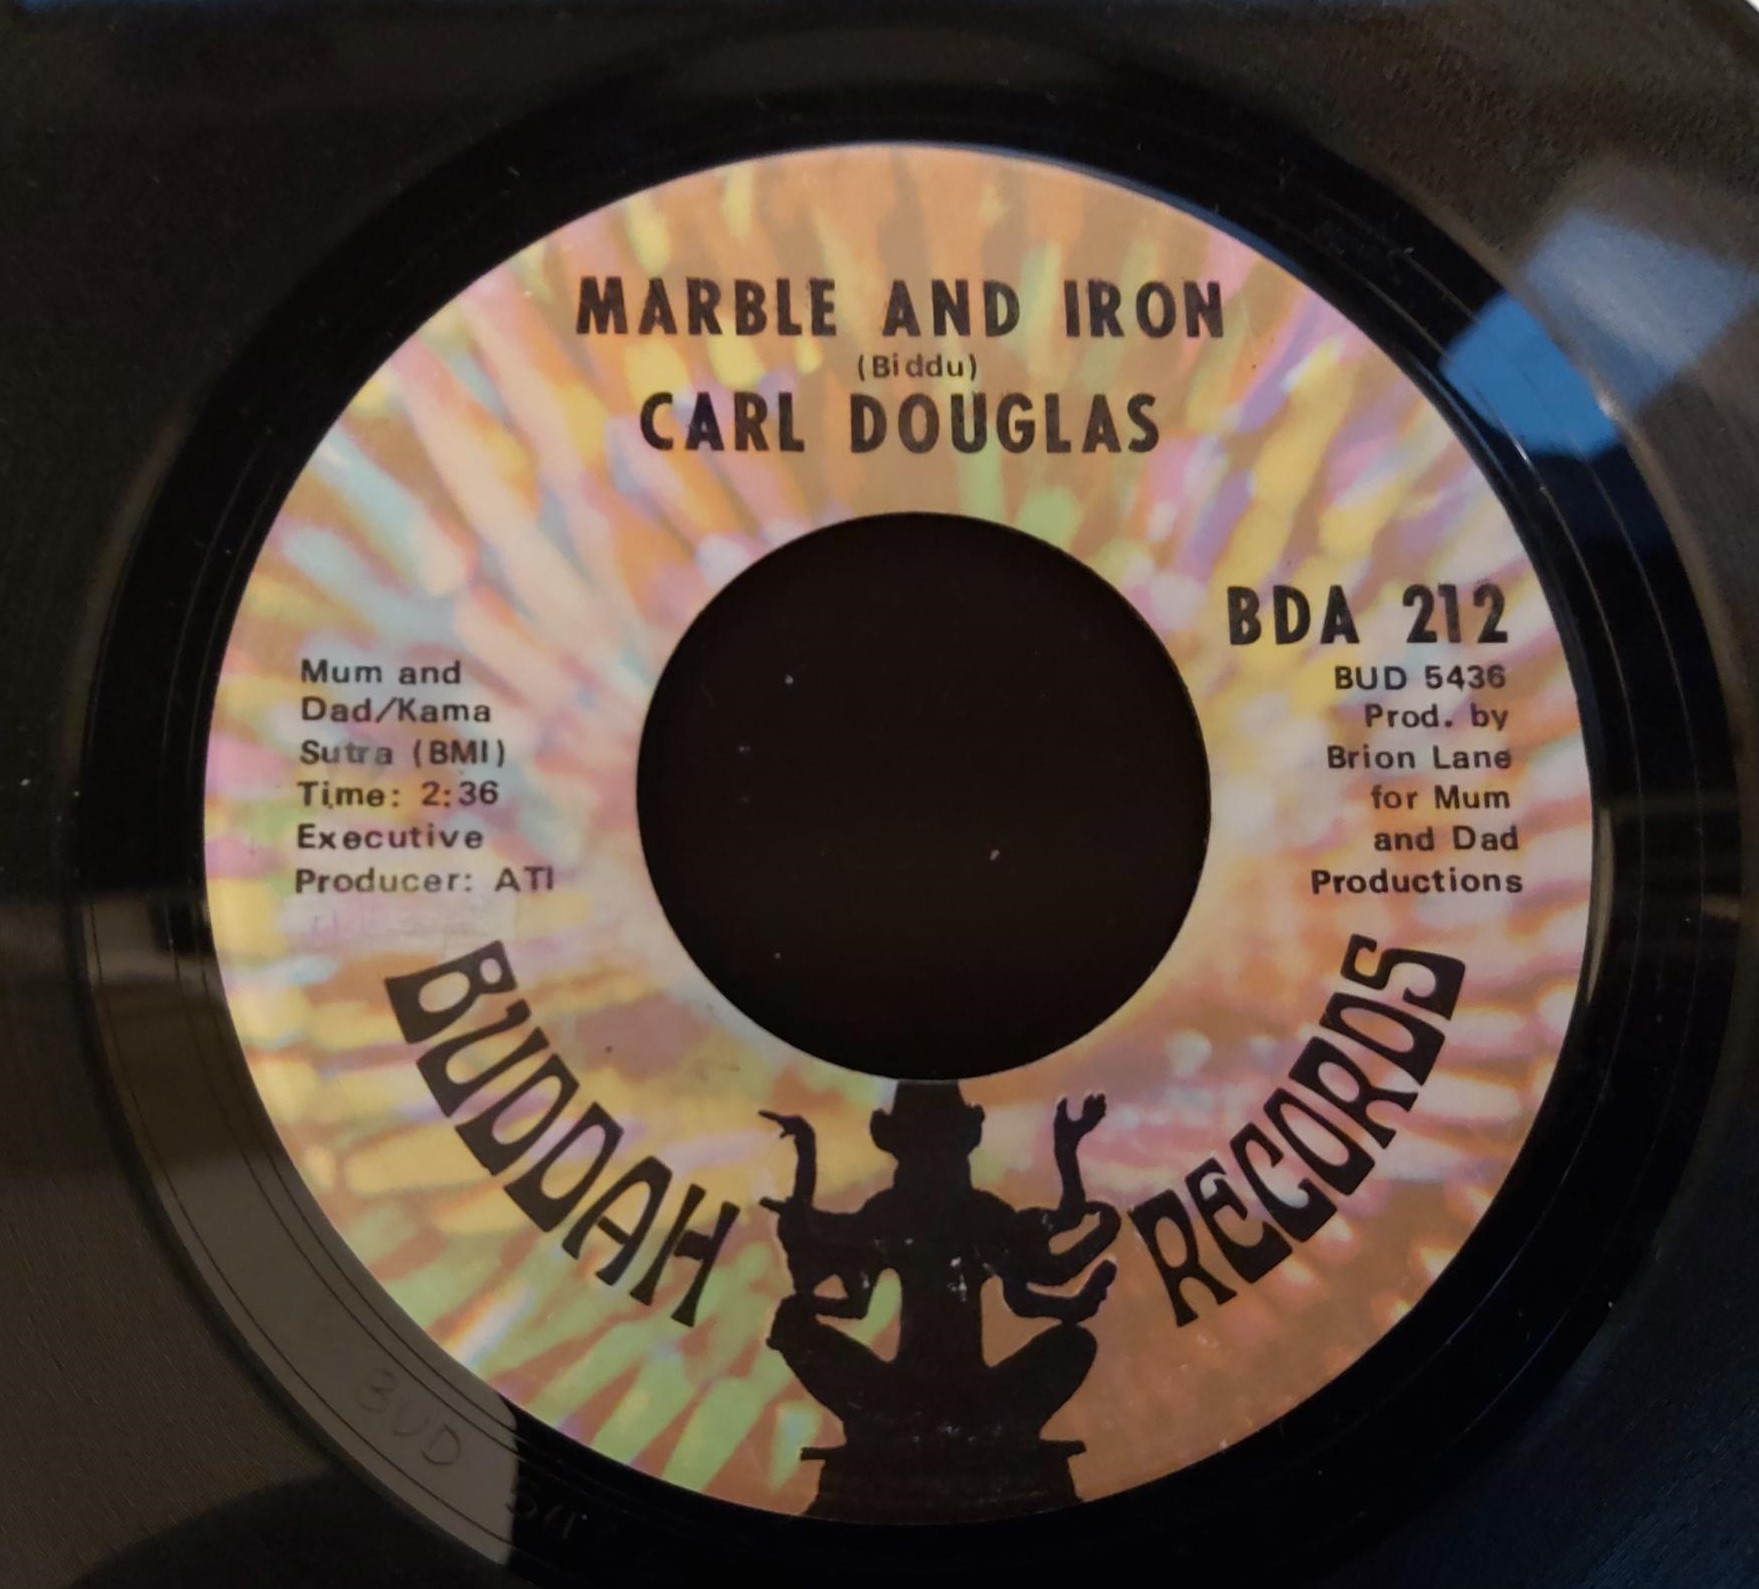 MARBLE AND IRON
(Biddu)
CARL DOUGLAS
BDA 212
BUD 5436
Prod. by
Brion Lane
for Mum
and Dad
Productions
Mum and
Dad/Kama
Sutra (BMI)
Time: 2:36
Executive
Producer: ATI
BUDDAH RECORDS
BUD